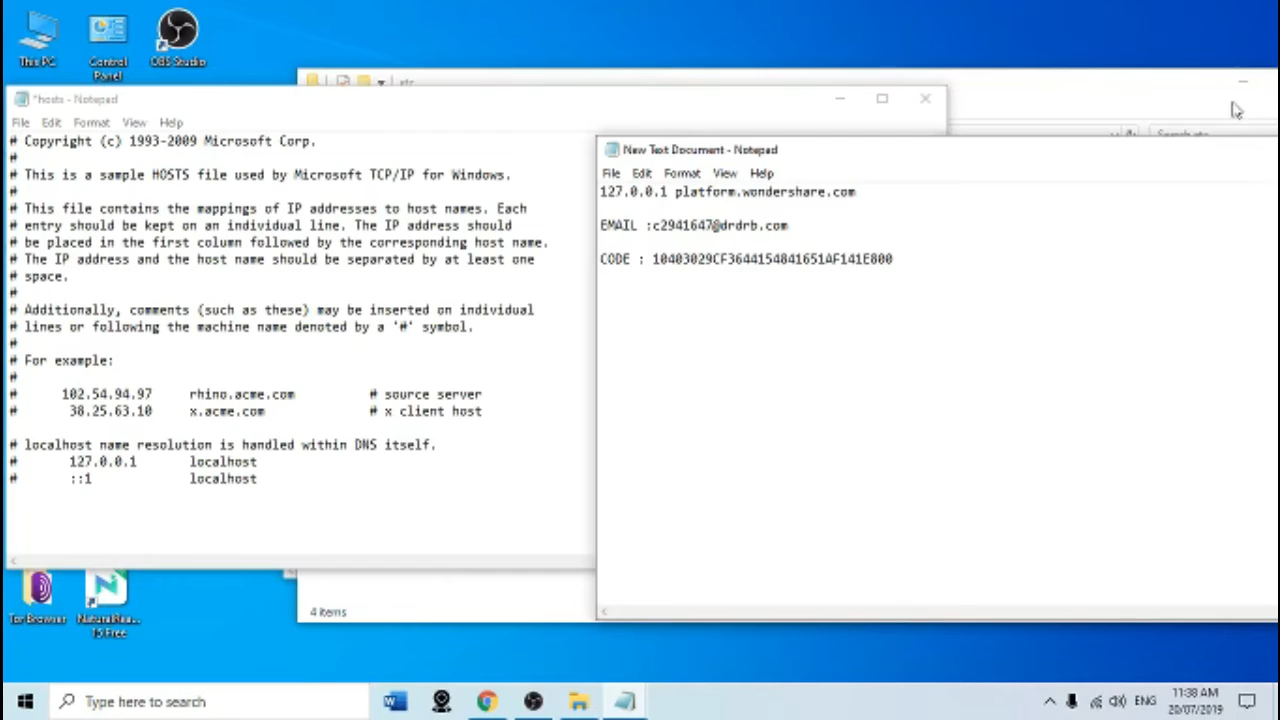 This PC
Control
Panel
OBS Studio
etc
*hosts - Notepad
File Edit Format View Help
# Copyright (c) 1993-2009 Microsoft Corp.
#
# This is a sample HOSTS file used by Microsoft TCP/IP for Windows.
#
# This file contains the mappings of IP addresses to host names. Each
# entry should be kept on an individual line. The IP address should
# be placed in the first column followed by the corresponding host name.
# The IP address and the host name should be separated by at least one
# space.
#
# Additionally, comments (such as these) may be inserted on individual
# lines or following the machine name denoted by a '#' symbol.
#
# For example:
#
# 102.54.94.97 rhino.acme.com # source server
# 38.25.63.10 x.acme.com # x client host
# localhost name resolution is handled within DNS itself.
# 127.0.0.1 localhost
# ::1 localhost
Search etc
New Text Document - Notepad
File Edit Format View Help
127.0.0.1 platform.wondershare.com
EMAIL :c2941647@drdrb.com
CODE : 10403029CF3644154841651AF141E800
Tor Browser
NaturalRea...
15 Free
4 items
Type here to search
ENG
11:38 AM
20/07/2019